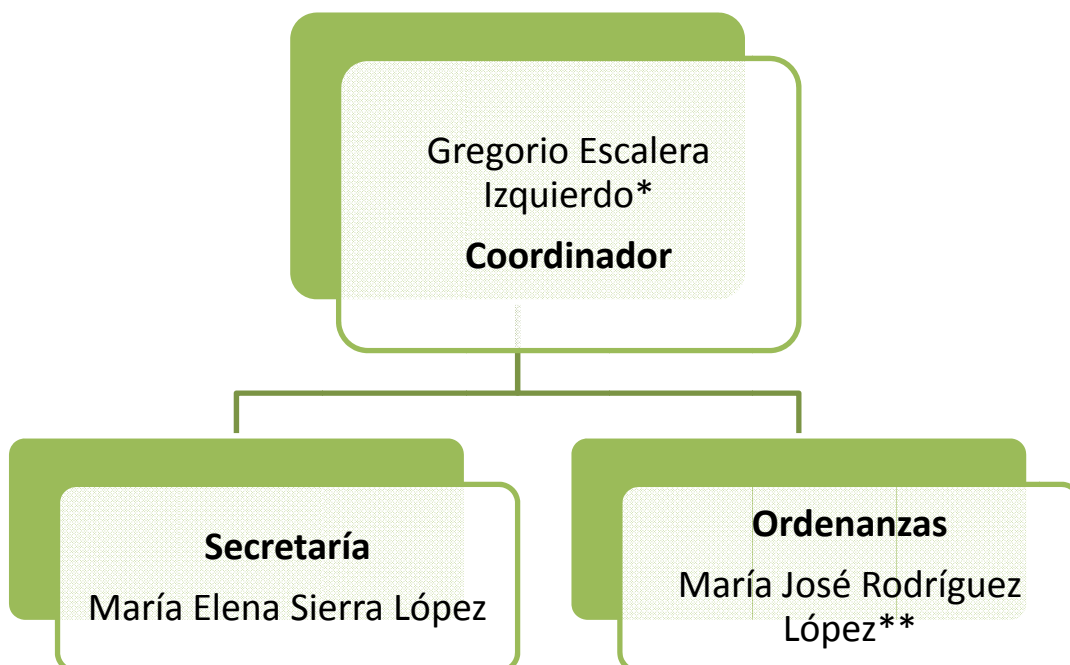 Gregorio Escalera
Izquierdo*
Coordinador
Secretaría
María Elena Sierra López
Ordenanzas
María José Rodríguez
López**